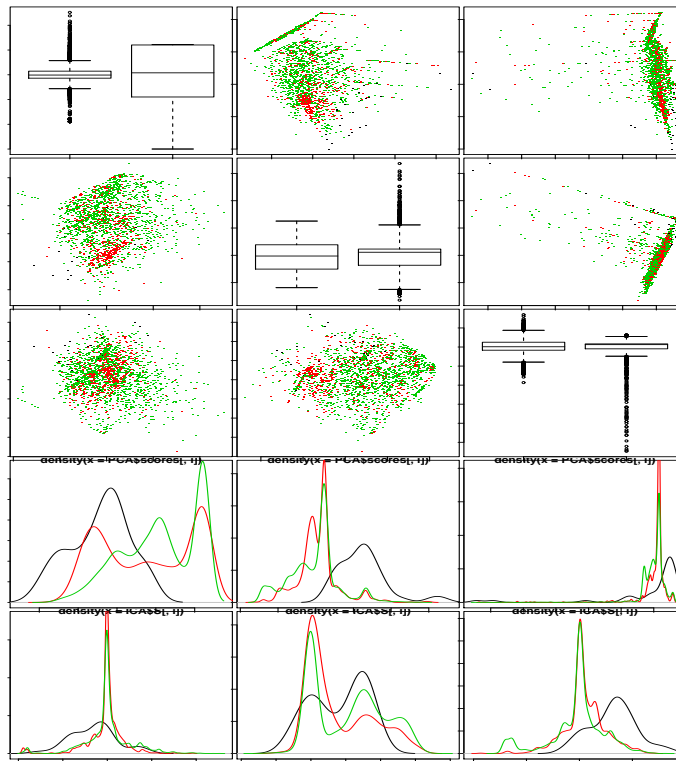 density(x = PCA$scores[, i])
density(x = PCA$scores[, i])
density(x = PCA$scores[, i])
density(x = ICA$S[, i])
density(x = ICA$S[, i])
density(x = ICA$S[, i])